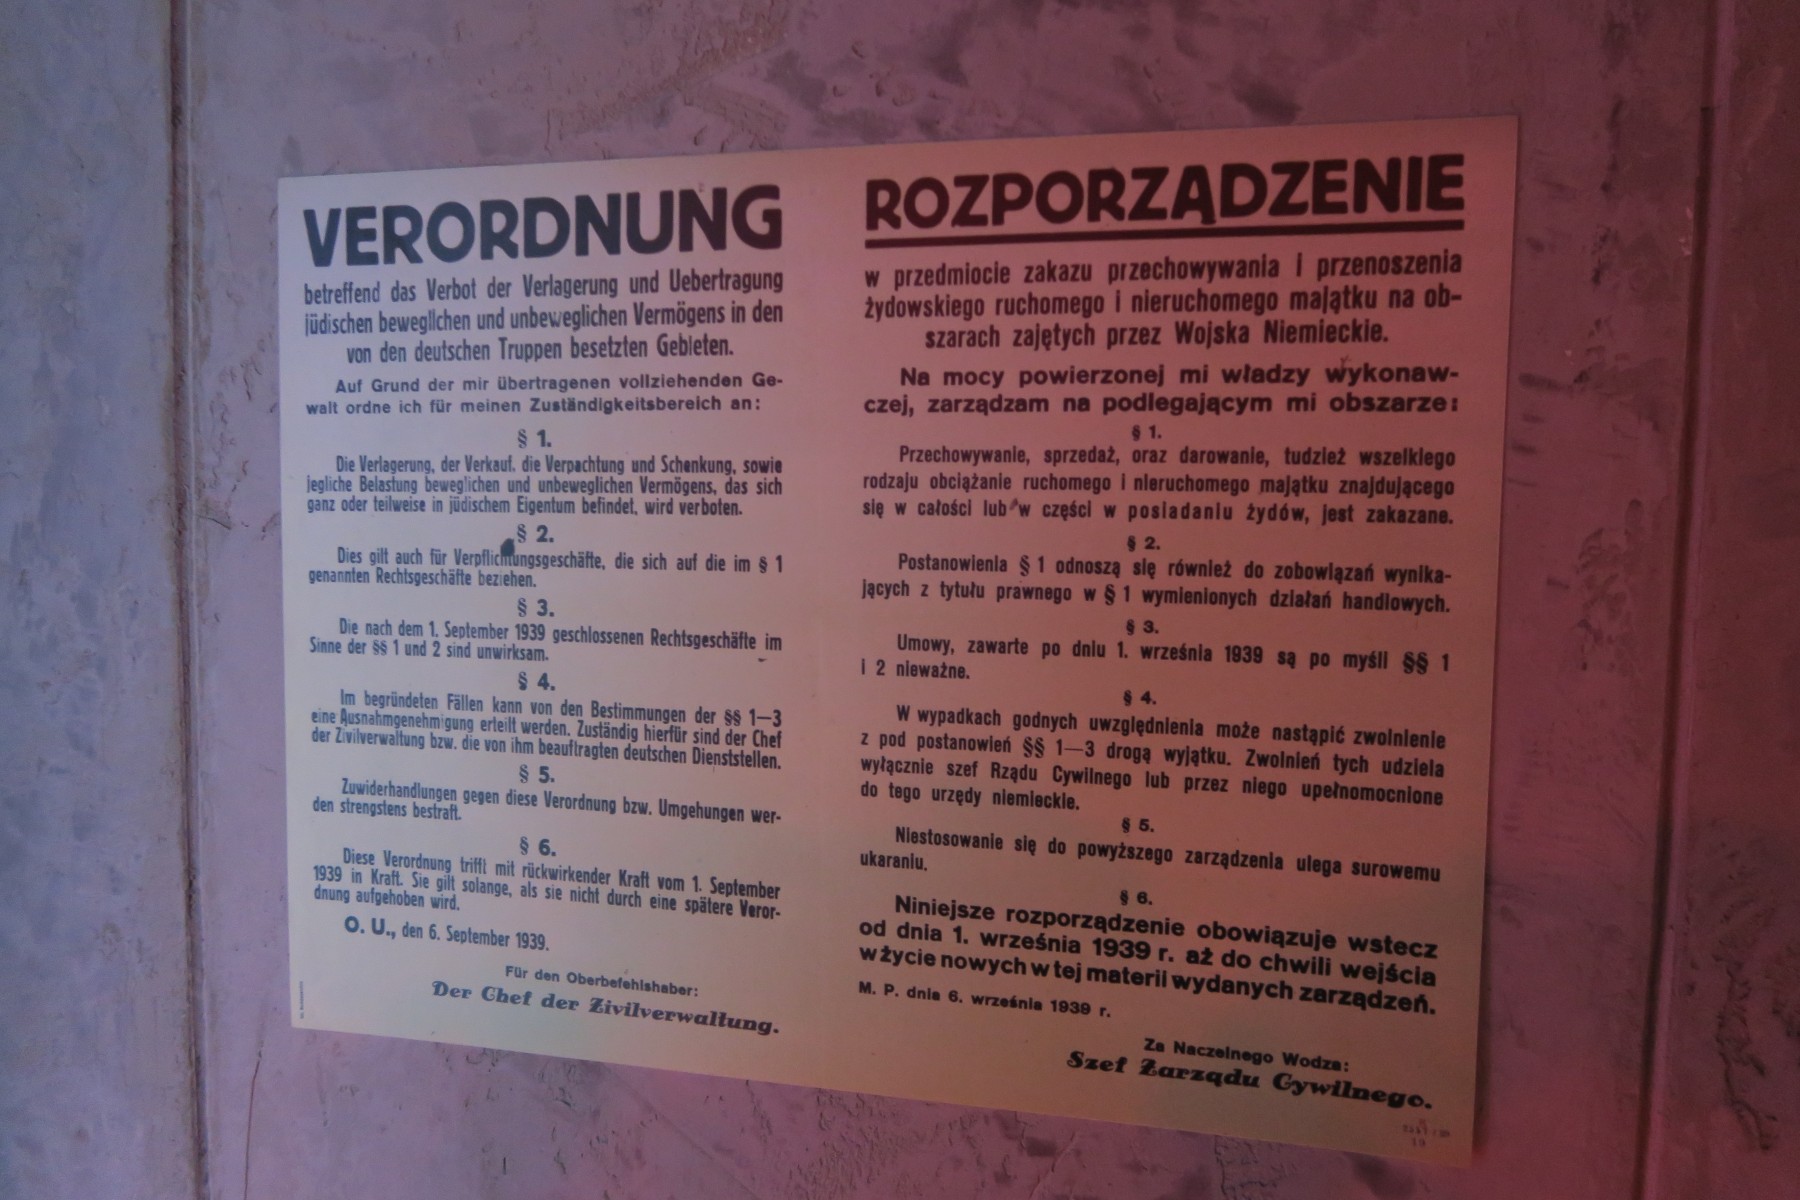 VERORDNUNG
betreffend das Verbot der Verlagerung und Uebertragung
jüdischen beweglichen und unbeweglichen Vermögens in den
von den deutschen Truppen besetzten Gebieten.
Auf Grund der mir übertragenen vollziehenden Ge-
walt ordne ich für meinen Zuständigkeitsbereich an:
§ 1.
Die Verlagerung, der Verkauf, die Verpachtung und Schenkung, sowie
jegliche Belastung beweglichen und unbeweglichen Vermögens, das sich
ganz oder teilweise in jüdischem Eigentum befindet, wird verboten.
§ 2.
Dies gilt auch für Verpflichtungsgeschäfte, die sich auf die im § 1
genannten Rechtsgeschäfte beziehen.
§ 3.
Die nach dem 1. September 1939 geschlossenen Rechtsgeschäfte im
Sinne der §§ 1 und 2 sind unwirksam.
§ 4.
Im begründeten Fällen kann von den Bestimmungen der §§ 1—3
eine Ausnahmgenehmigung erteilt werden. Zuständig hierfür sind der Chef
der Zivilverwaltung bzw. die von ihm beauftragten deutschen Dienststellen.
§ 5.
Zuwiderhandlungen gegen diese Verordnung bzw. Umgehungen wer-
den strengstens bestraft.
§ 6.
Diese Verordnung trifft mit rückwirkender Kraft vom 1. September
1939 in Kraft. Sie gilt solange, als sie nicht durch eine spätere Veror-
dnung aufgehoben wird.
O. U., den 6. September 1939.
Für den Oberbefehlshaber:
Der Chef der Zivilverwaltung.
ROZPORZĄDZENIE
w przedmiocie zakazu przechowywania i przenoszenia
żydowskiego ruchomego i nieruchomego majątku na ob-
szarach zajętych przez Wojska Niemieckie.
Na mocy powierzonej mi władzy wykonaw-
czej, zarządzam na podlegającym mi obszarze:
§ 1.
Przechowywanie, sprzedaż, oraz darowanie, tudzież wszelkiego
rodzaju obciążanie ruchomego i nieruchomego majątku znajdującego
się w całości lub w części w posiadaniu żydów, jest zakazane.
§ 2.
Postanowienia § 1 odnoszą się również do zobowiązań wynika-
jących z tytułu prawnego w § 1 wymienionych działań handlowych.
§ 3.
Umowy, zawarte po dniu 1. września 1939 są po myśli §§ 1
i 2 nieważne.
§ 4.
W wypadkach godnych uwzględnienia może nastąpić zwolnienie
z pod postanowień §§ 1—3 drogą wyjątku. Zwolnień tych udziela
wyłącznie szef Rządu Cywilnego lub przez niego upełnomocnione
do tego urzędy niemieckie.
§ 5.
Niestosowanie się do powyższego zarządzenia ulega surowemu
ukaraniu.
§ 6.
Niniejsze rozporządzenie obowiązuje wstecz
od dnia 1. września 1939 r. aż do chwili wejścia
w życie nowych w tej materii wydanych zarządzeń.
M. P. dnia 6. września 1939 r.
Za Naczelnego Wodza:
Szef Zarządu Cywilnego.